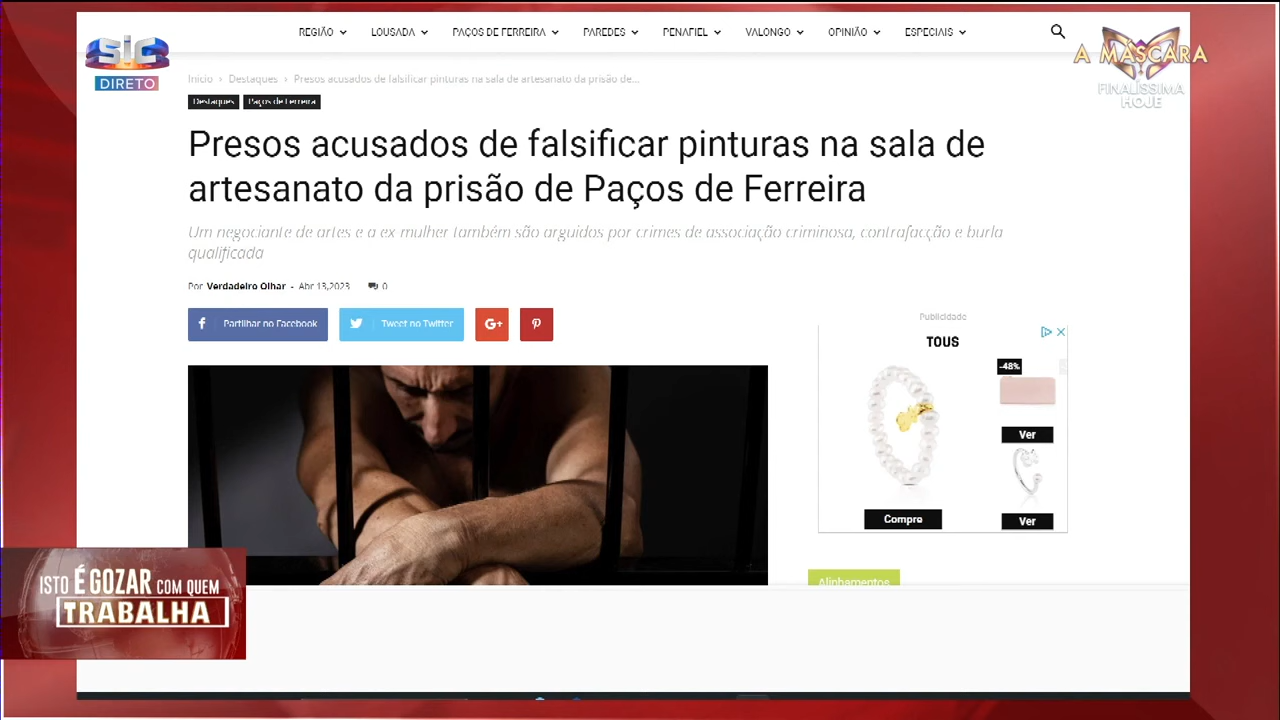 REGIÃO
LOUSADA
PAÇOS DE FERREIRA
PAREDES
PENAFIEL
VALONGO
OPINIÃO
ESPECIAIS
SIC
DIRETO
A MÁSCARA
FINALÍSSIMA
HOJE
Início › Destaques › Presos acusados de falsificar pinturas na sala de artesanato da prisão de...
Destaques
Paços de Ferreira
Presos acusados de falsificar pinturas na sala de
artesanato da prisão de Paços de Ferreira
Um negociante de artes e a ex mulher também são arguidos por crimes de associação criminosa, contrafacção e burla
qualificada
Por Verdadeiro Olhar - Abr 13,2023 0
Partilhar no Facebook
Tweet no Twitter
G+
Publicidade
TOUS
-48%
Ver
Compre
Ver
Alinhamentos
ISTO É GOZAR COM QUEM
TRABALHA